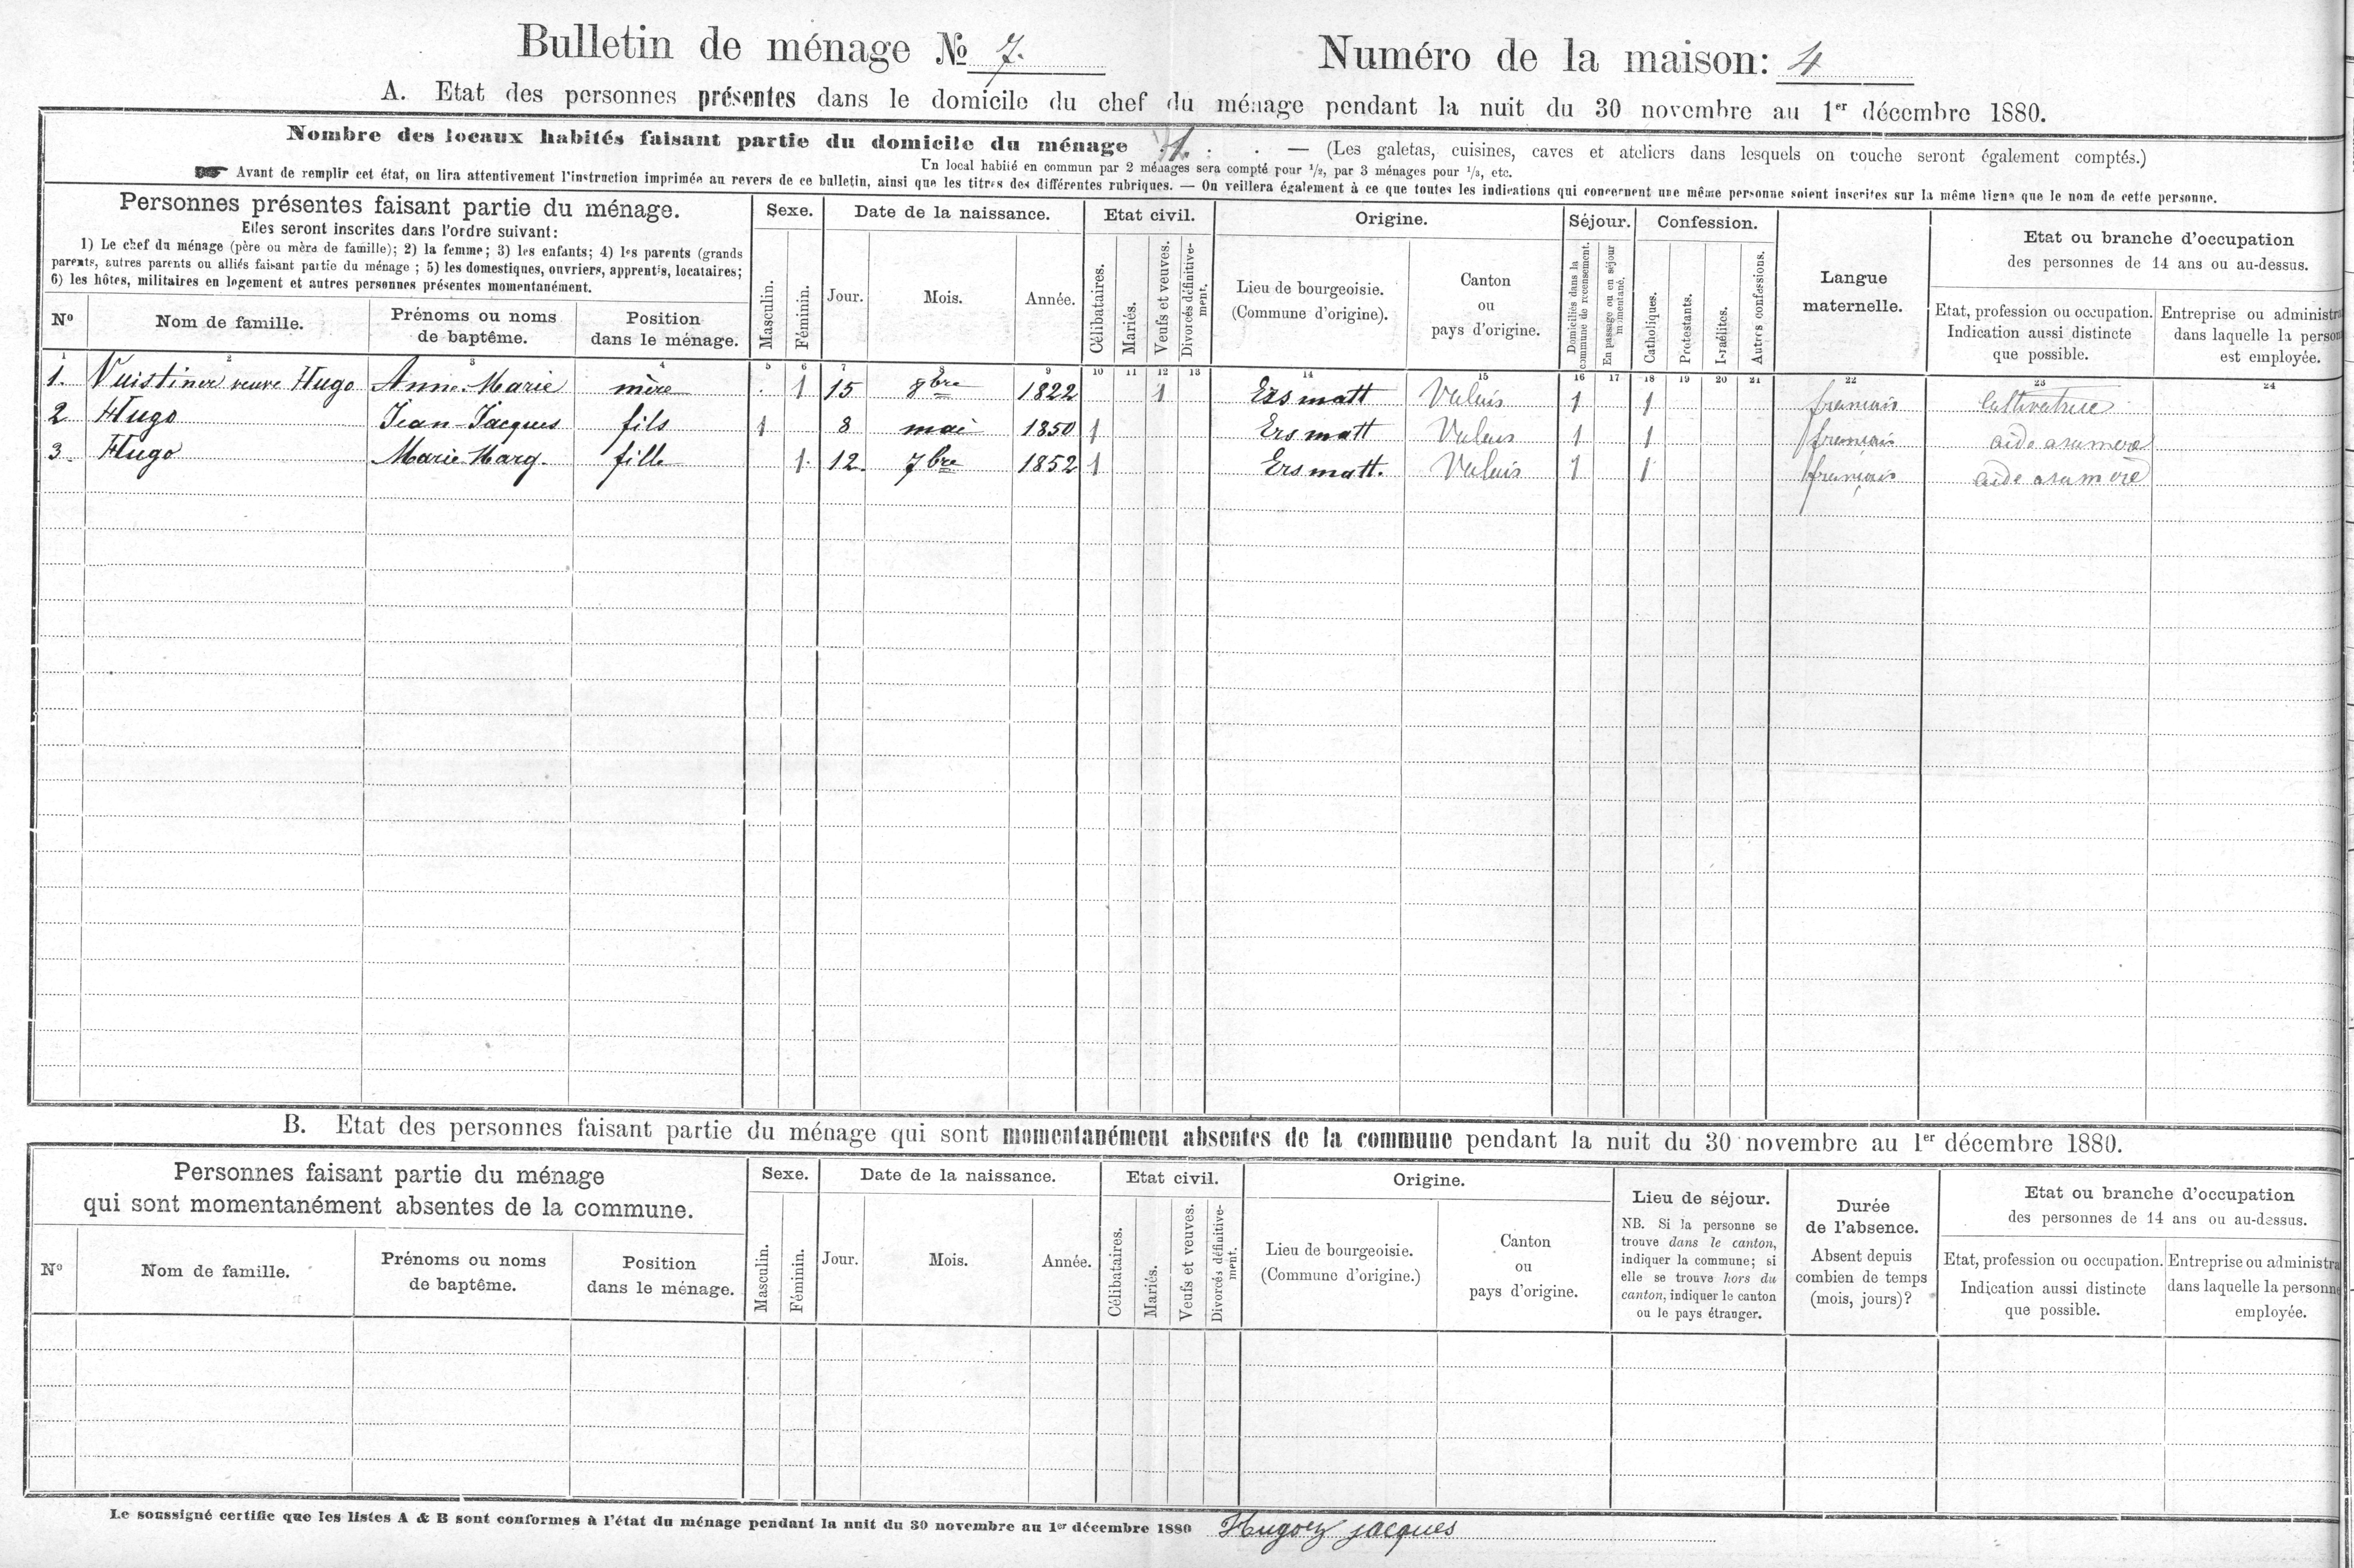 Bulletin de ménage № 7. Numéro de la maison: 4
A. Etat des personnes présentes dans le domicile du chef du ménage pendant la nuit du 30 novembre au 1er décembre 1880.
Nombre des locaux habités faisant partie du domicile du ménage . . — (Les galetas, cuisines, caves et ateliers dans lesquels on couche seront également comptés.)
Un local habité en commun par 2 ménages sera compté pour 1/2, par 3 ménages pour 1/3, etc.
☛ Avant de remplir cet état, on lira attentivement l'instruction imprimée au revers de ce bulletin, ainsi que les titres des différentes rubriques. — On veillera également à ce que toutes les indications qui concernent une même personne soient inscrites sur la même ligne que le nom de cette personne.
Personnes présentes faisant partie du ménage.
Elles seront inscrites dans l'ordre suivant:
1) Le chef du ménage (père ou mère de famille); 2) la femme; 3) les enfants; 4) les parents (grands
parents, autres parents ou alliés faisant partie du ménage; 5) les domestiques, ouvriers, apprentis, locataires;
6) les hôtes, militaires en logement et autres personnes présentes momentanément.
Nº
Nom de famille.
Prénoms ou noms
de baptême.
Position
dans le ménage.
Sexe.
Masculin.
Féminin.
Date de la naissance.
Jour.
Mois.
Année.
Etat civil.
Célibataires.
Mariés.
Veufs et veuves.
Divorcés définitive-
ment.
Origine.
Lieu de bourgeoisie.
(Commune d'origine).
Canton
ou
pays d'origine.
Séjour.
Domiciliés dans la
commune de recensement.
En passage ou en séjour
momentané.
Confession.
Catholiques.
Protestants.
Israélites.
Autres confessions.
Langue
maternelle.
Etat ou branche d'occupation
des personnes de 14 ans ou au-dessus.
Etat, profession ou occupation.
Indication aussi distincte
que possible.
Entreprise ou administra
dans laquelle la person
est employée.
1 2 3 4 5 6 7 8 9 10 11 12 13 14 15 16 17 18 19 20 21 22 23 24
1. Vuistiner veuve Hugo Anne-Marie mère 1 15 8bre 1822 1 Ersmatt Valais 1 1 français Cultivatrice
2 Hugo Jean-Jacques fils 1 8 mai 1850 1 Ersmatt Valais 1 1 français aide asamere
3. Hugo Marie Marg. fille 1 12 7bre 1852 1 Ersmatt. Valais 1 1 français aide asamere
B. Etat des personnes faisant partie du ménage qui sont momentanément absentes de la commune pendant la nuit du 30 novembre au 1er décembre 1880.
Personnes faisant partie du ménage
qui sont momentanément absentes de la commune.
Nº
Nom de famille.
Prénoms ou noms
de baptême.
Position
dans le ménage.
Sexe.
Masculin.
Féminin.
Date de la naissance.
Jour.
Mois.
Année.
Etat civil.
Célibataires.
Mariés.
Veufs et veuves.
Divorcés définitive-
ment.
Origine.
Lieu de bourgeoisie.
(Commune d'origine.)
Canton
ou
pays d'origine.
Lieu de séjour.
NB. Si la personne se
trouve dans le canton,
indiquer la commune; si
elle se trouve hors du
canton, indiquer le canton
ou le pays étranger.
Durée
de l'absence.
Absent depuis
combien de temps
(mois, jours)?
Etat ou branche d'occupation
des personnes de 14 ans ou au-dessus.
Etat, profession ou occupation.
Indication aussi distincte
que possible.
Entreprise ou administra
dans laquelle la personne
employée.
Le soussigné certifie que les listes A & B sont conformes à l'état du ménage pendant la nuit du 30 novembre au 1er décembre 1880 jacques